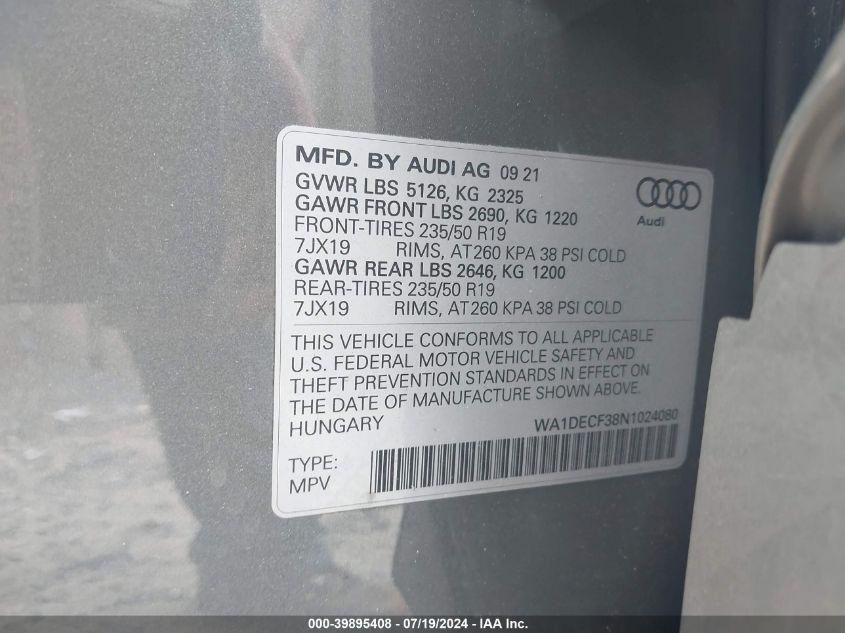 MFD. BY AUDI AG 09 21
GVWR LBS 5126, KG 2325
GAWR FRONT LBS 2690, KG 1220
FRONT-TIRES 235/50 R19
7JX19 RIMS, AT260 KPA 38 PSI COLD
GAWR REAR LBS 2646, KG 1200
REAR-TIRES 235/50 R19
7JX19 RIMS, AT260 KPA 38 PSI COLD
Audi
THIS VEHICLE CONFORMS TO ALL APPLICABLE
U.S. FEDERAL MOTOR VEHICLE SAFETY AND
THEFT PREVENTION STANDARDS IN EFFECT ON
THE DATE OF MANUFACTURE SHOWN ABOVE.
HUNGARY WA1DECF38N1024080
TYPE:
MPV
000-39895408 - 07/19/2024 - IAA Inc.